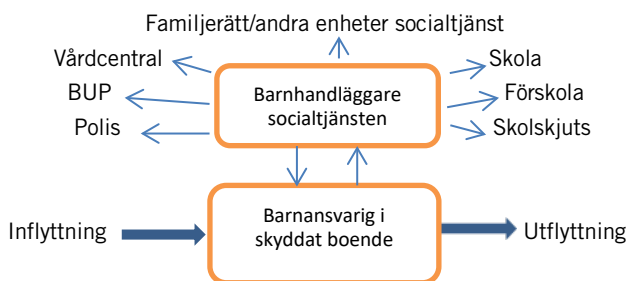 Familjerätt/andra enheter socialtjänst
Vårdcentral
BUP
Polis
Barnhandläggare
socialtjänsten
Skola
Förskola
Skolskjuts
Inflyttning
Barnansvarig i
skyddat boende
Utflyttning